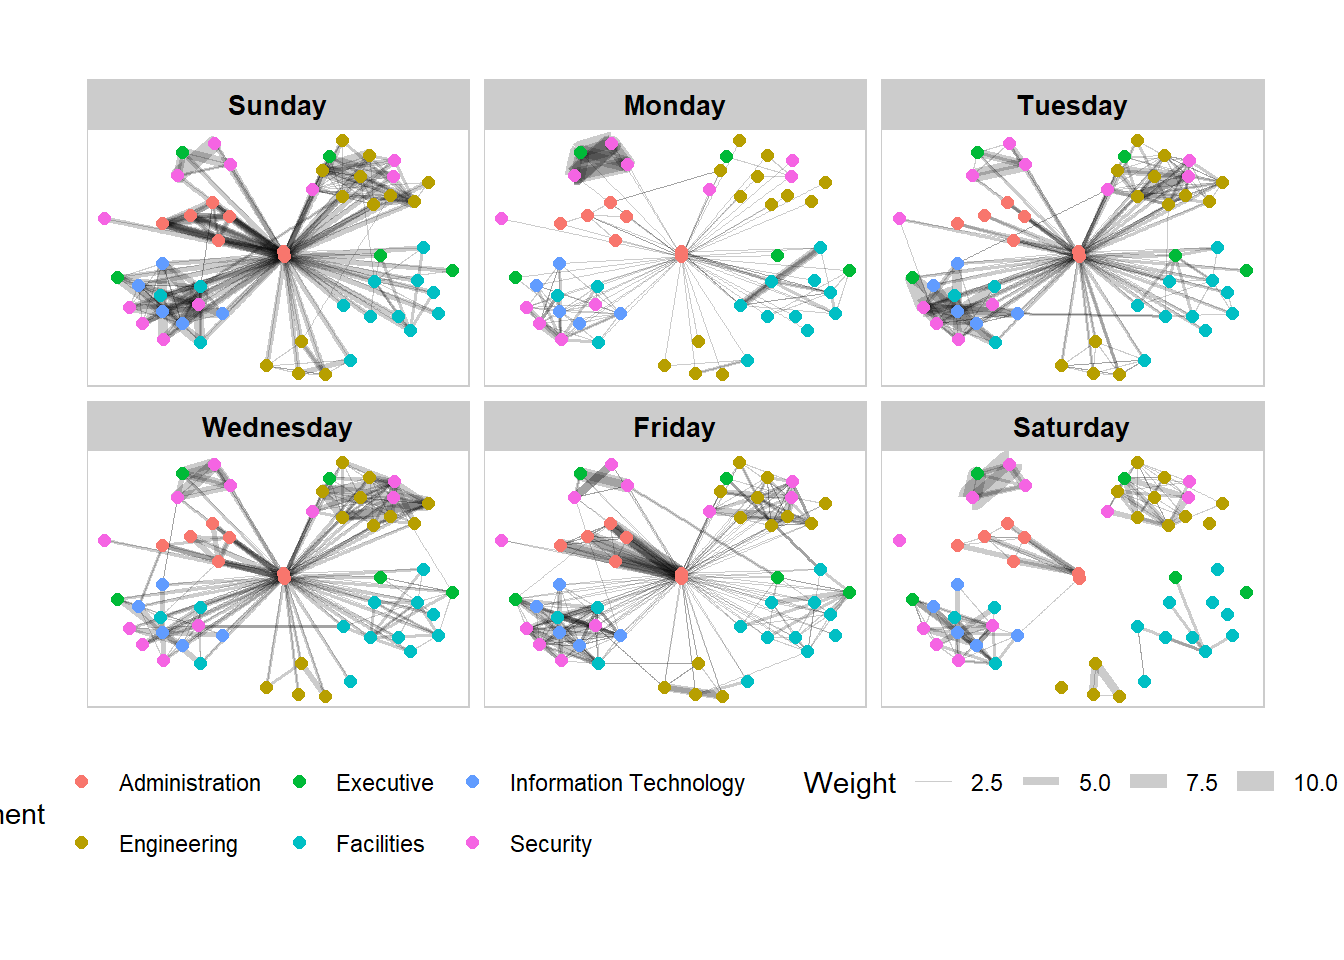 Sunday Monday Tuesday
Wednesday Friday Saturday
Administration Executive Information Technology Weight 2.5 5.0 7.5 10.0
Engineering Facilities Security